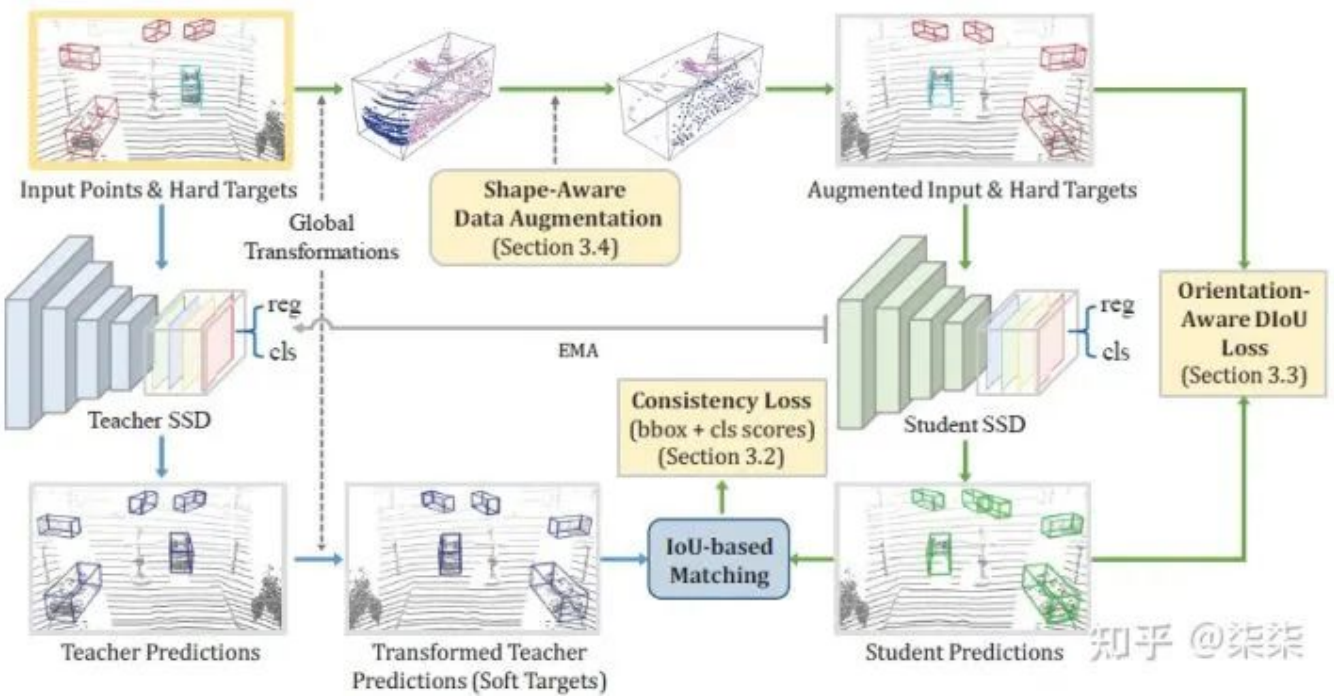 Input Points & Hard Targets
Global
Transformations
Shape-Aware
Data Augmentation
(Section 3.4)
Augmented Input & Hard Targets
reg
cls
Teacher SSD
EMA
reg
cls
Student SSD
Orientation-
Aware DIoU
Loss
(Section 3.3)
Consistency Loss
(bbox + cls scores)
(Section 3.2)
IoU-based
Matching
Teacher Predictions
Transformed Teacher
Predictions (Soft Targets)
Student Predictions
知乎 @柒柒